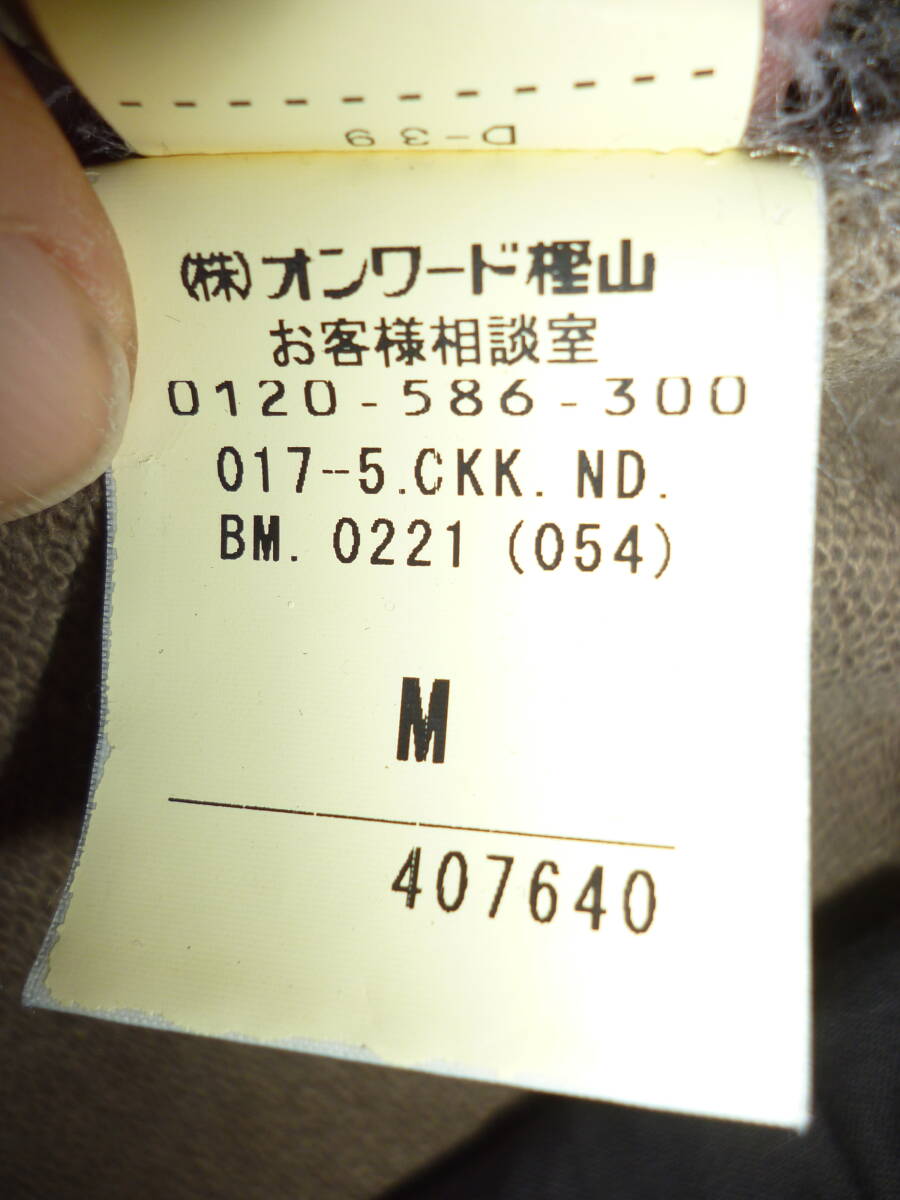 D-39
(株)オンワード樫山
お客様相談室
0120-586-300
017-5.CKK.ND.
BM.0221(054)
M
407640